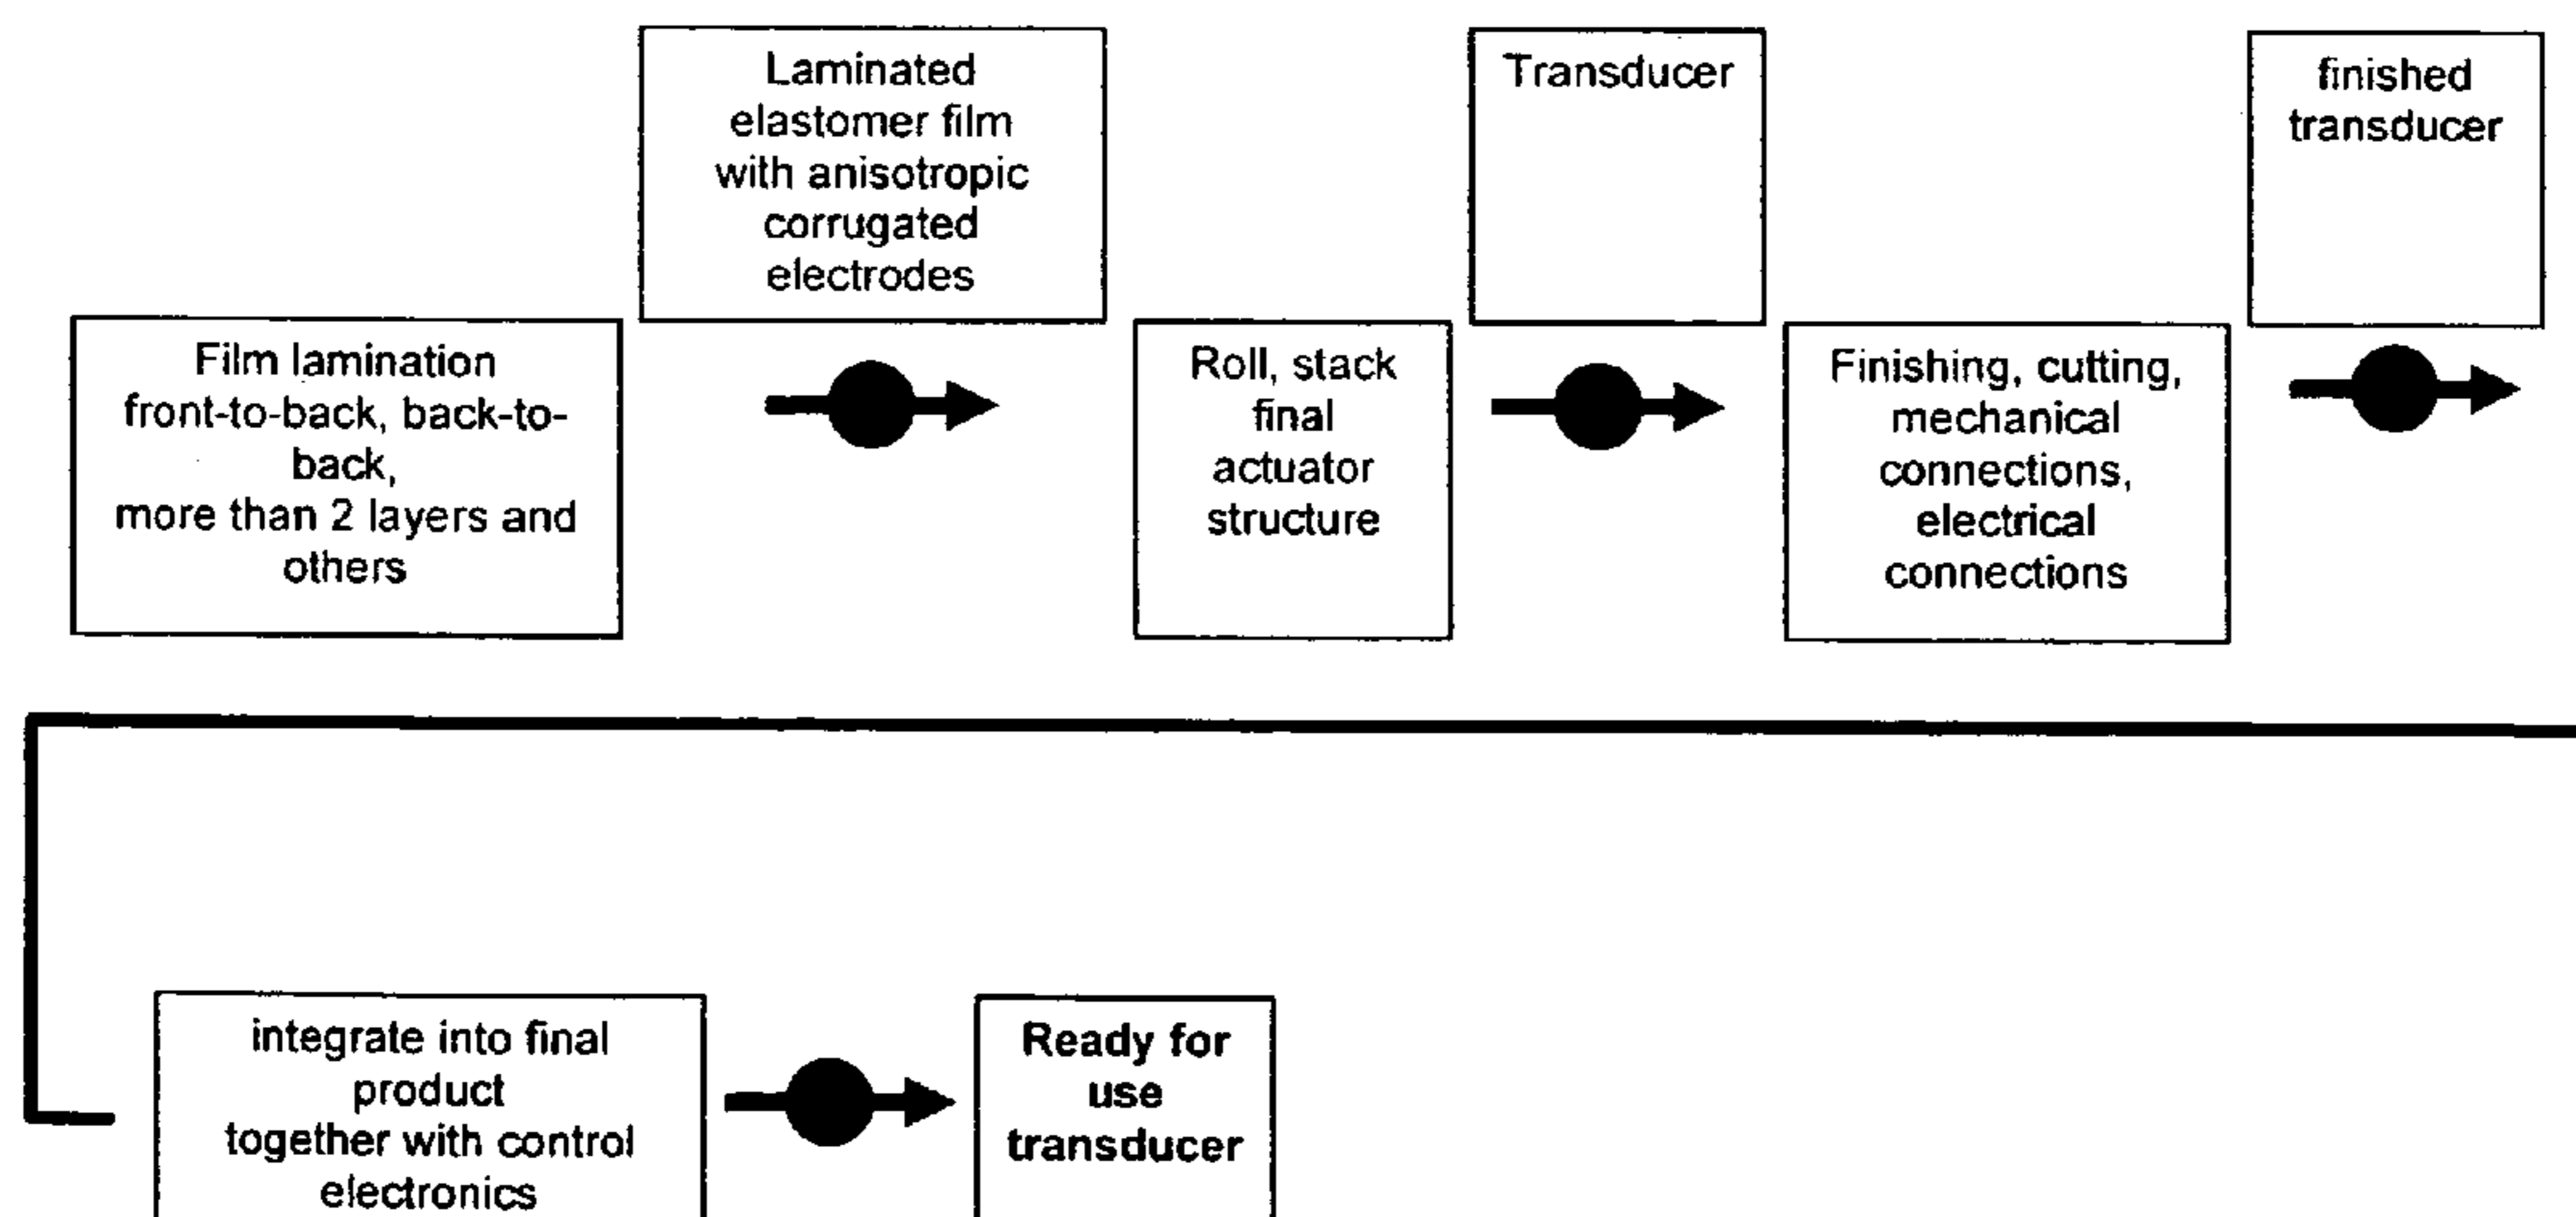 Film lamination
front-to-back, back-to-
back,
more than 2 layers and
others
Laminated
elastomer film
with anisotropic
corrugated
electrodes
Roll, stack
final
actuator
structure
Transducer
Finishing, cutting,
mechanical
connections,
electrical
connections
finished
transducer
integrate into final
product
together with control
electronics
Ready for
use
transducer